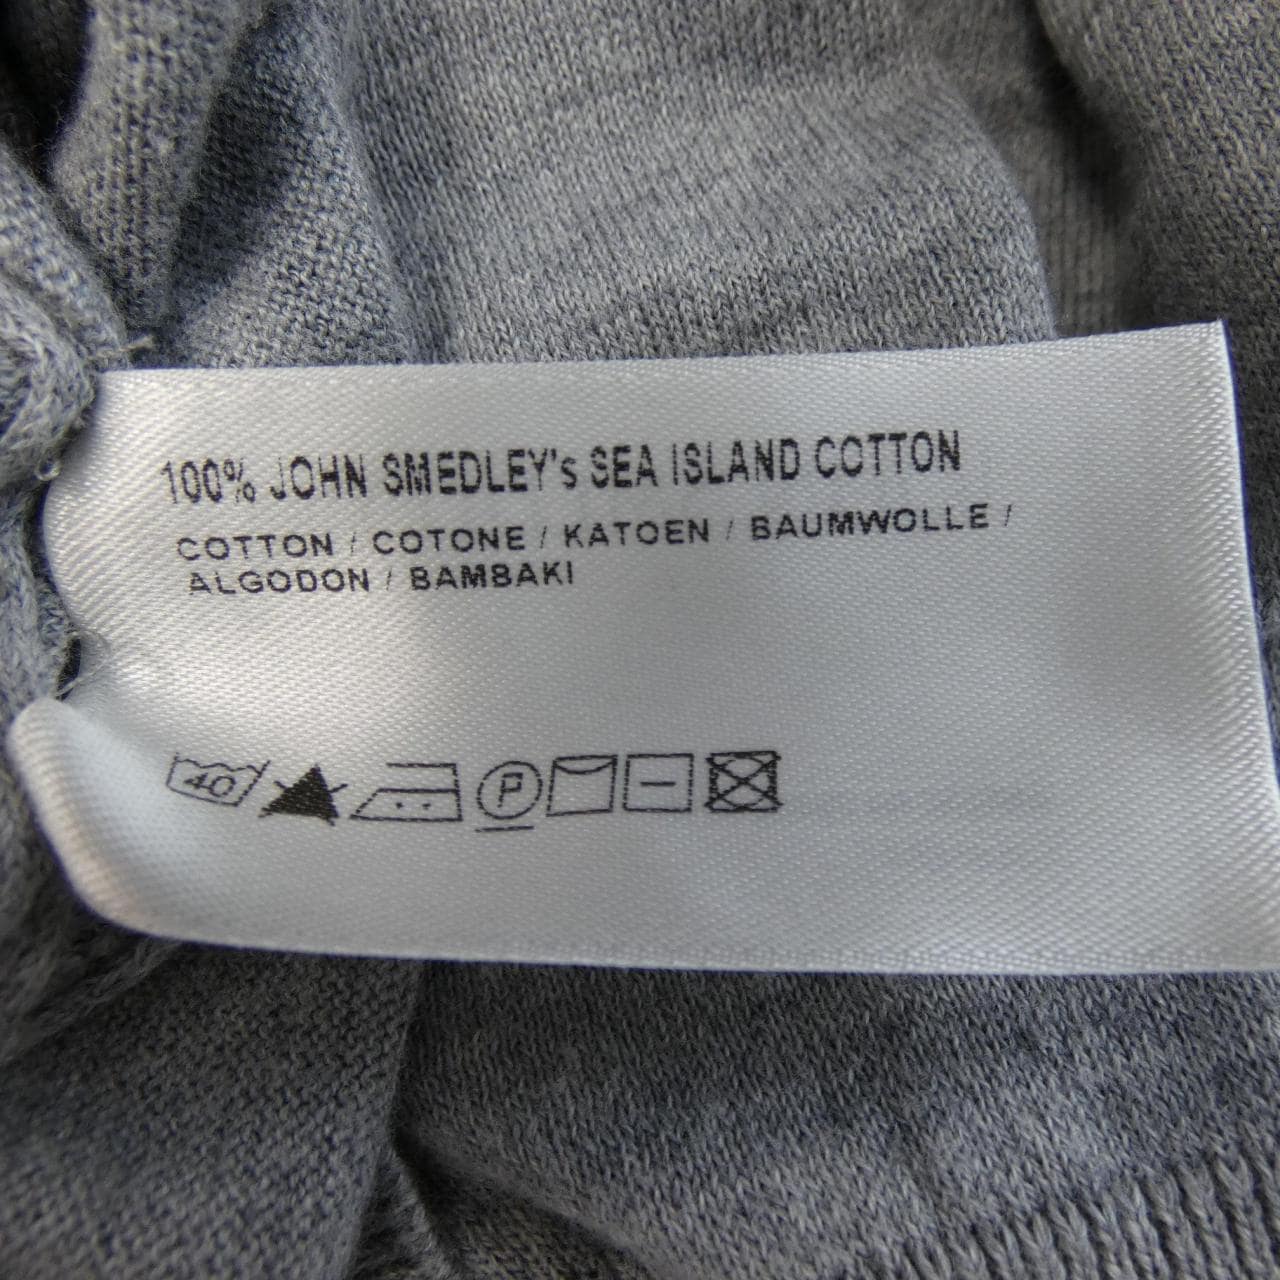 100% JOHN SMEDLEY's SEA ISLAND COTTON
COTTON / COTONE / KATOEN / BAUMWOLLE /
ALGODON / BAMBAKI
40 P